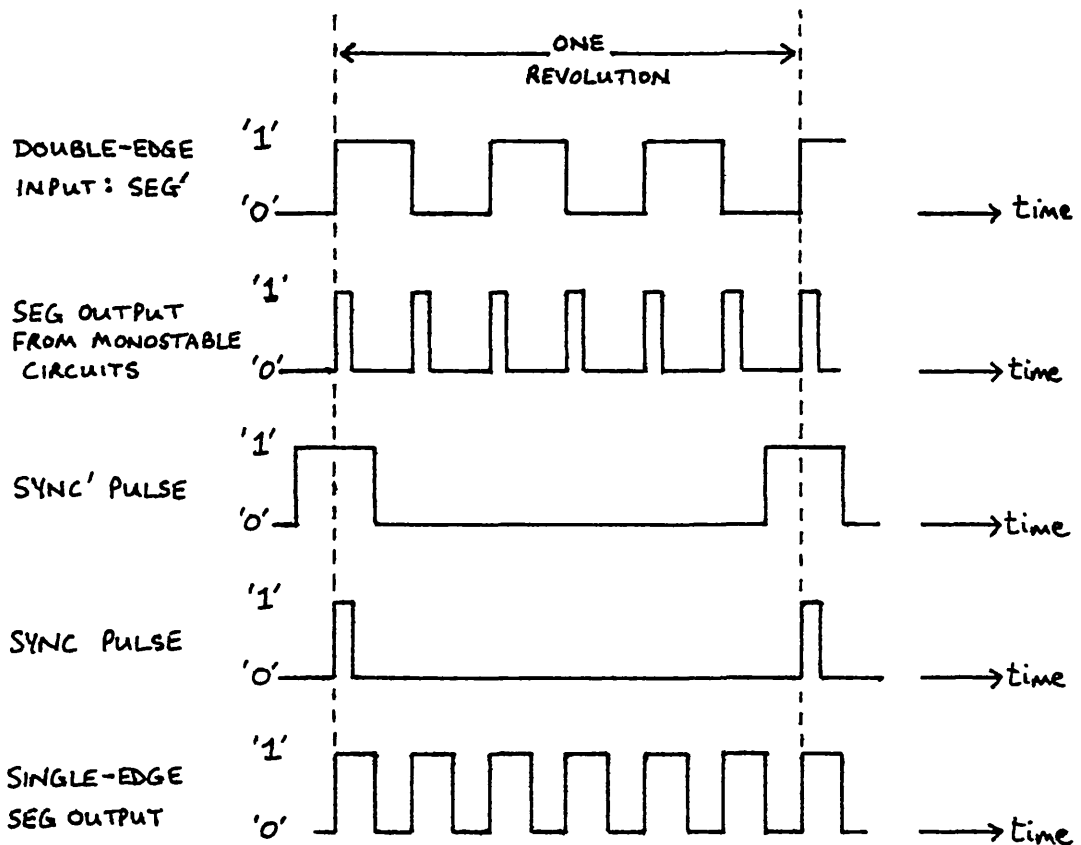 ONE
REVOLUTION
DOUBLE-EDGE
INPUT: SEG'
'1'
'0'
time
SEG OUTPUT
FROM MONOSTABLE
CIRCUITS
'1'
'0'
time
SYNC' PULSE
'1'
'0'
time
SYNC PULSE
'1'
'0'
time
SINGLE-EDGE
SEG OUTPUT
'1'
'0'
time